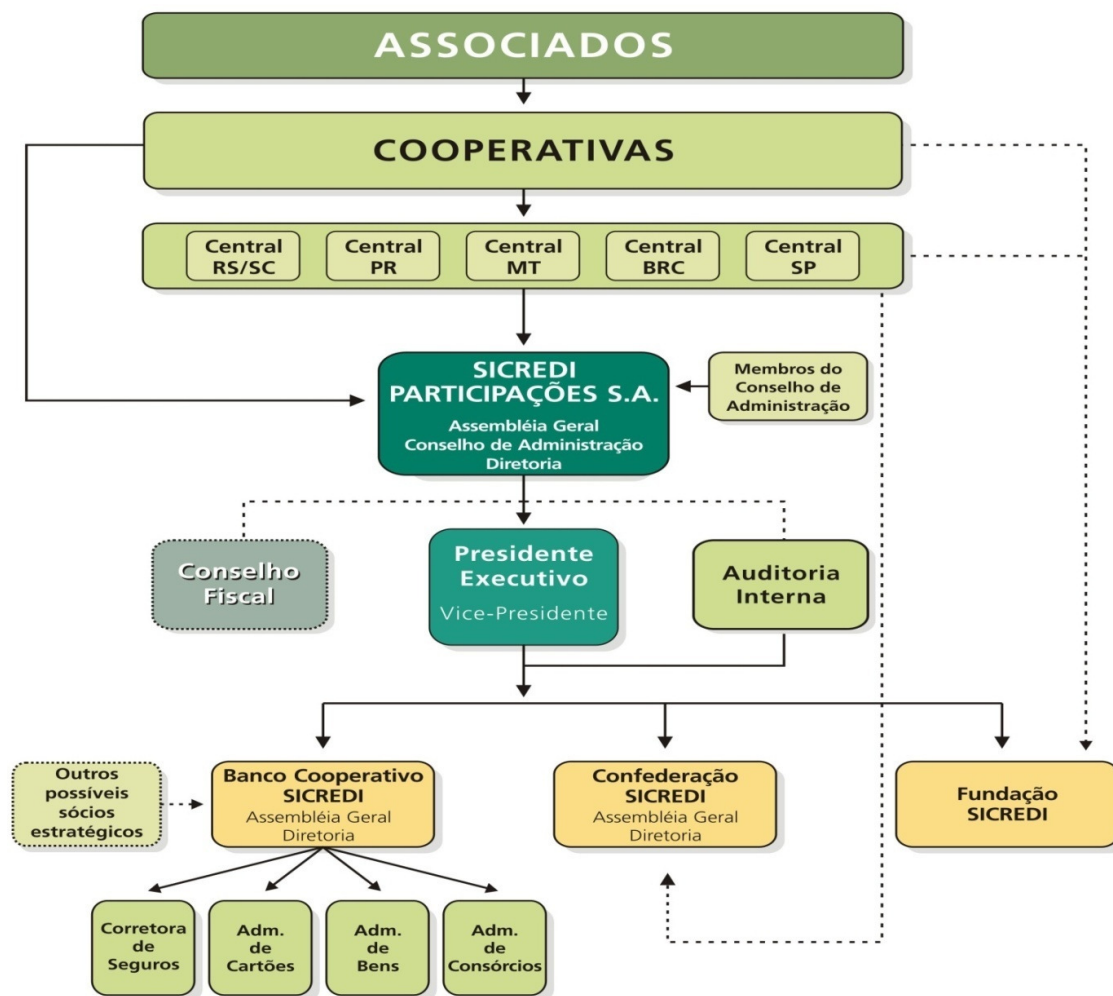 ASSOCIADOS
COOPERATIVAS
Central
RS/SC
Central
PR
Central
MT
Central
BRC
Central
SP
SICREDI
PARTICIPAÇÕES S.A.
Assembléia Geral
Conselho de Administração
Diretoria
Membros do
Conselho de
Administração
Conselho
Fiscal
Presidente
Executivo
Vice-Presidente
Auditoria
Interna
Outros
possíveis
sócios
estratégicos
Banco Cooperativo
SICREDI
Assembléia Geral
Diretoria
Confederação
SICREDI
Assembléia Geral
Diretoria
Fundação
SICREDI
Corretora
de
Seguros
Adm.
de
Cartões
Adm.
de
Bens
Adm.
de
Consórcios